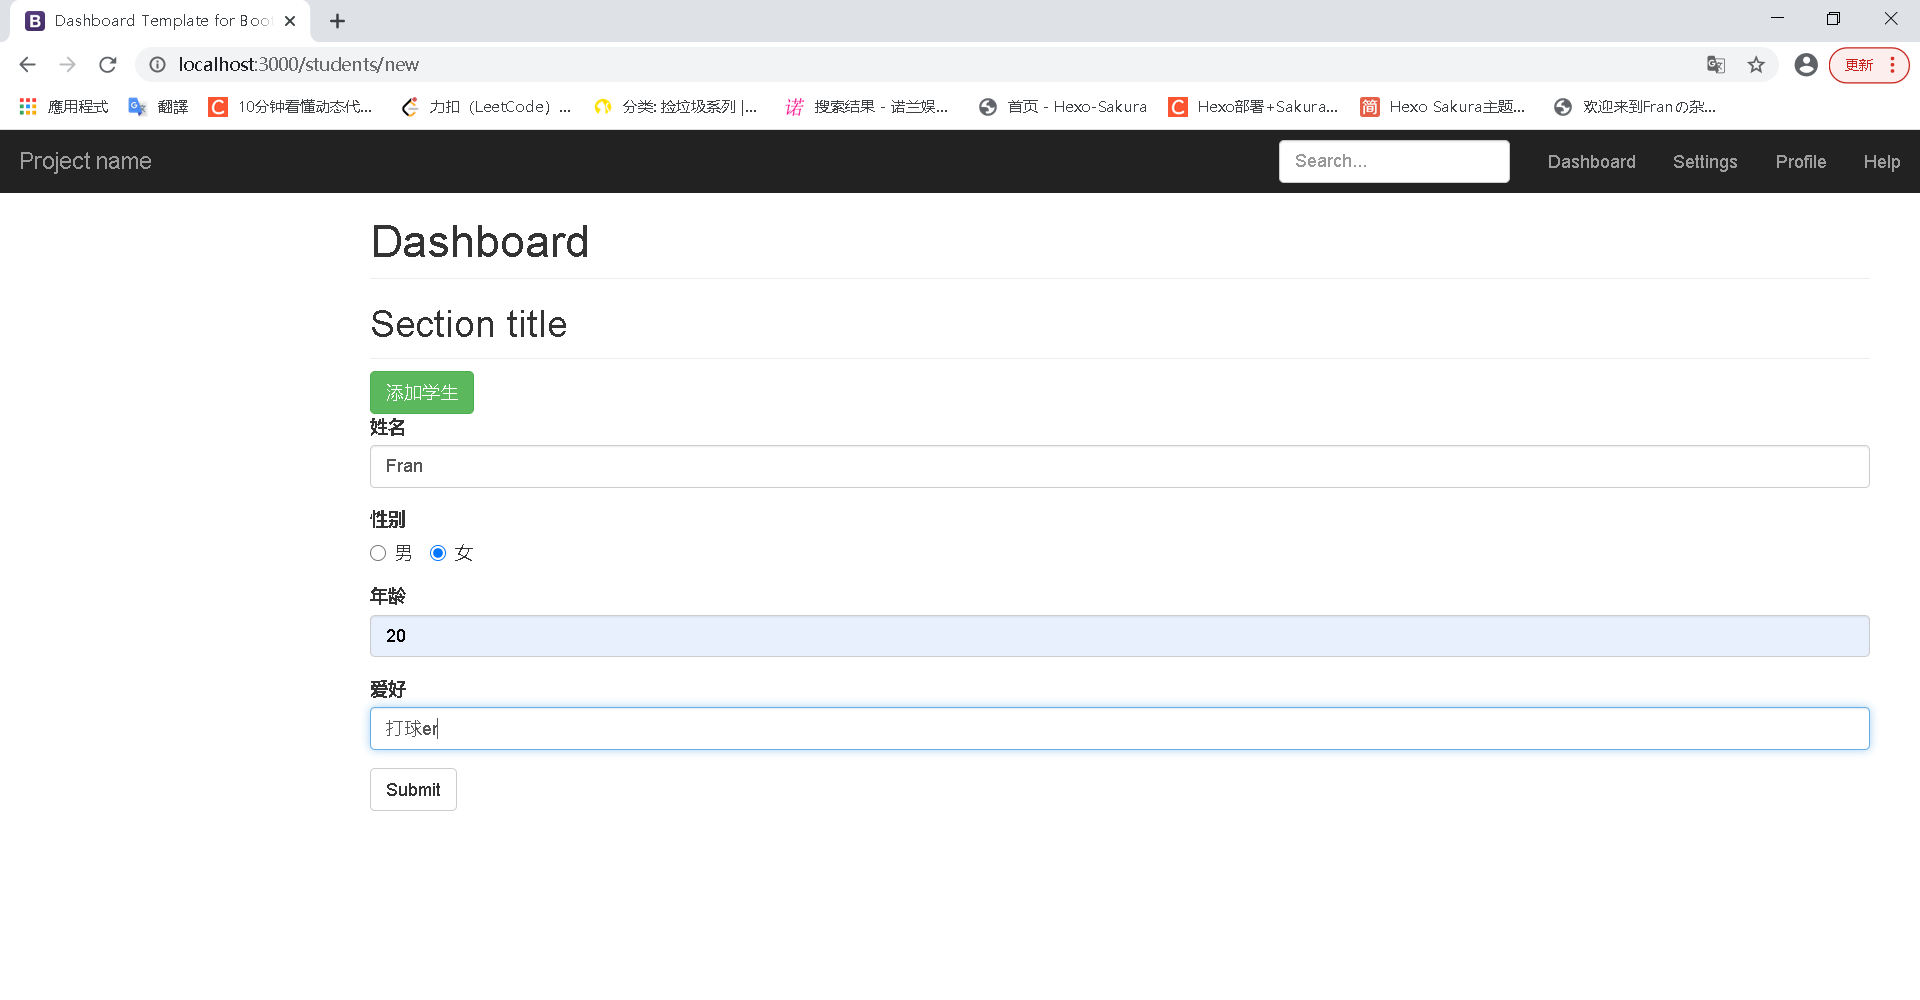 Dashboard Template for Boo
localhost:3000/students/new
更新
應用程式 翻譯 10分钟看懂动态代... 力扣（LeetCode）... 分类: 捡垃圾系列 |... 搜索结果 - 诺兰娱... 首页 - Hexo-Sakura Hexo部署+Sakura... Hexo Sakura主题... 欢迎来到Franの杂...
Project name Search... Dashboard Settings Profile Help
Dashboard
Section title
添加学生
姓名
Fran
性别
男 女
年龄
20
爱好
打球er
Submit